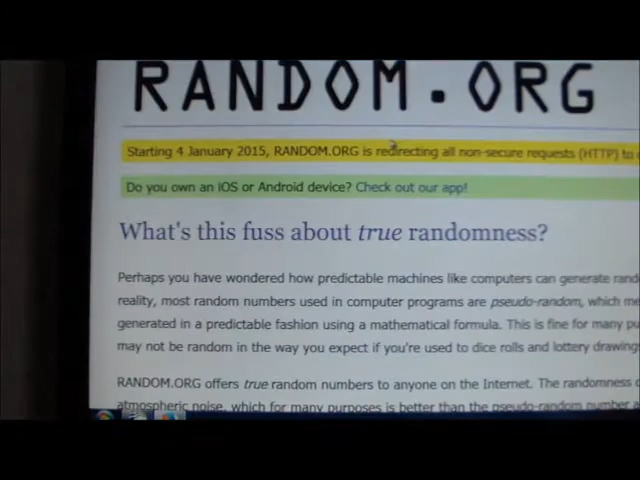 RANDOM.ORG
Starting 4 January 2015, RANDOM.ORG is redirecting all non-secure requests (HTTP) to
Do you own an iOS or Android device? Check out our app!
What's this fuss about true randomness?
Perhaps you have wondered how predictable machines like computers can generate
reality, most random numbers used in computer programs are pseudo-random, which
generated in a predictable fashion using a mathematical formula. This is fine for many
may not be random in the way you expect if you're used to dice rolls and lottery
RANDOM.ORG offers true random numbers to anyone on the Internet. The randomness
atmospheric noise, which for many purposes is better than the pseudo-random number